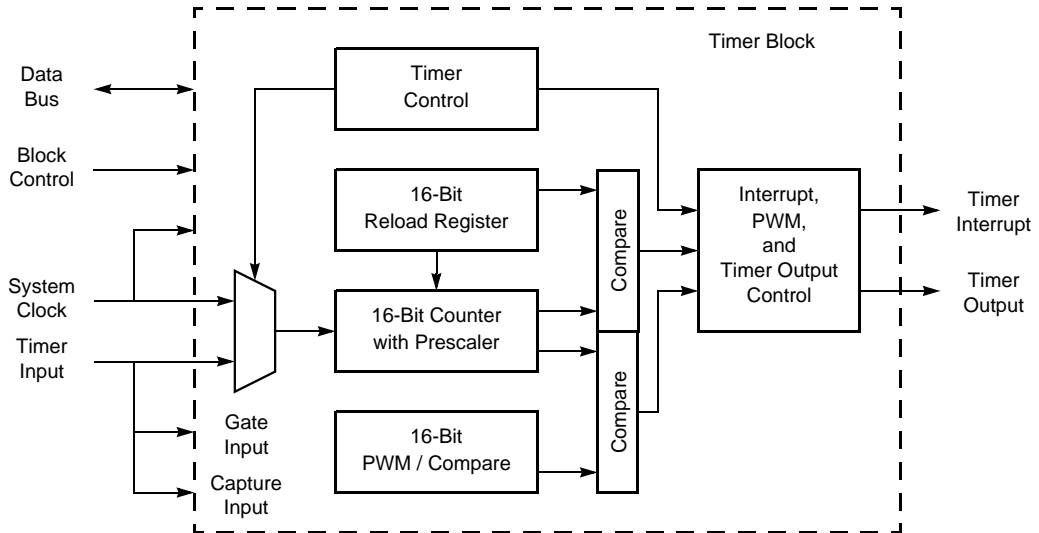 Timer Block
Data
Bus
Block
Control
System
Clock
Timer
Input
Timer
Control
16-Bit
Reload Register
16-Bit Counter
with Prescaler
16-Bit
PWM / Compare
Gate
Input
Capture
Input
Compare
Compare
Interrupt,
PWM,
and
Timer Output
Control
Timer
Interrupt
Timer
Output